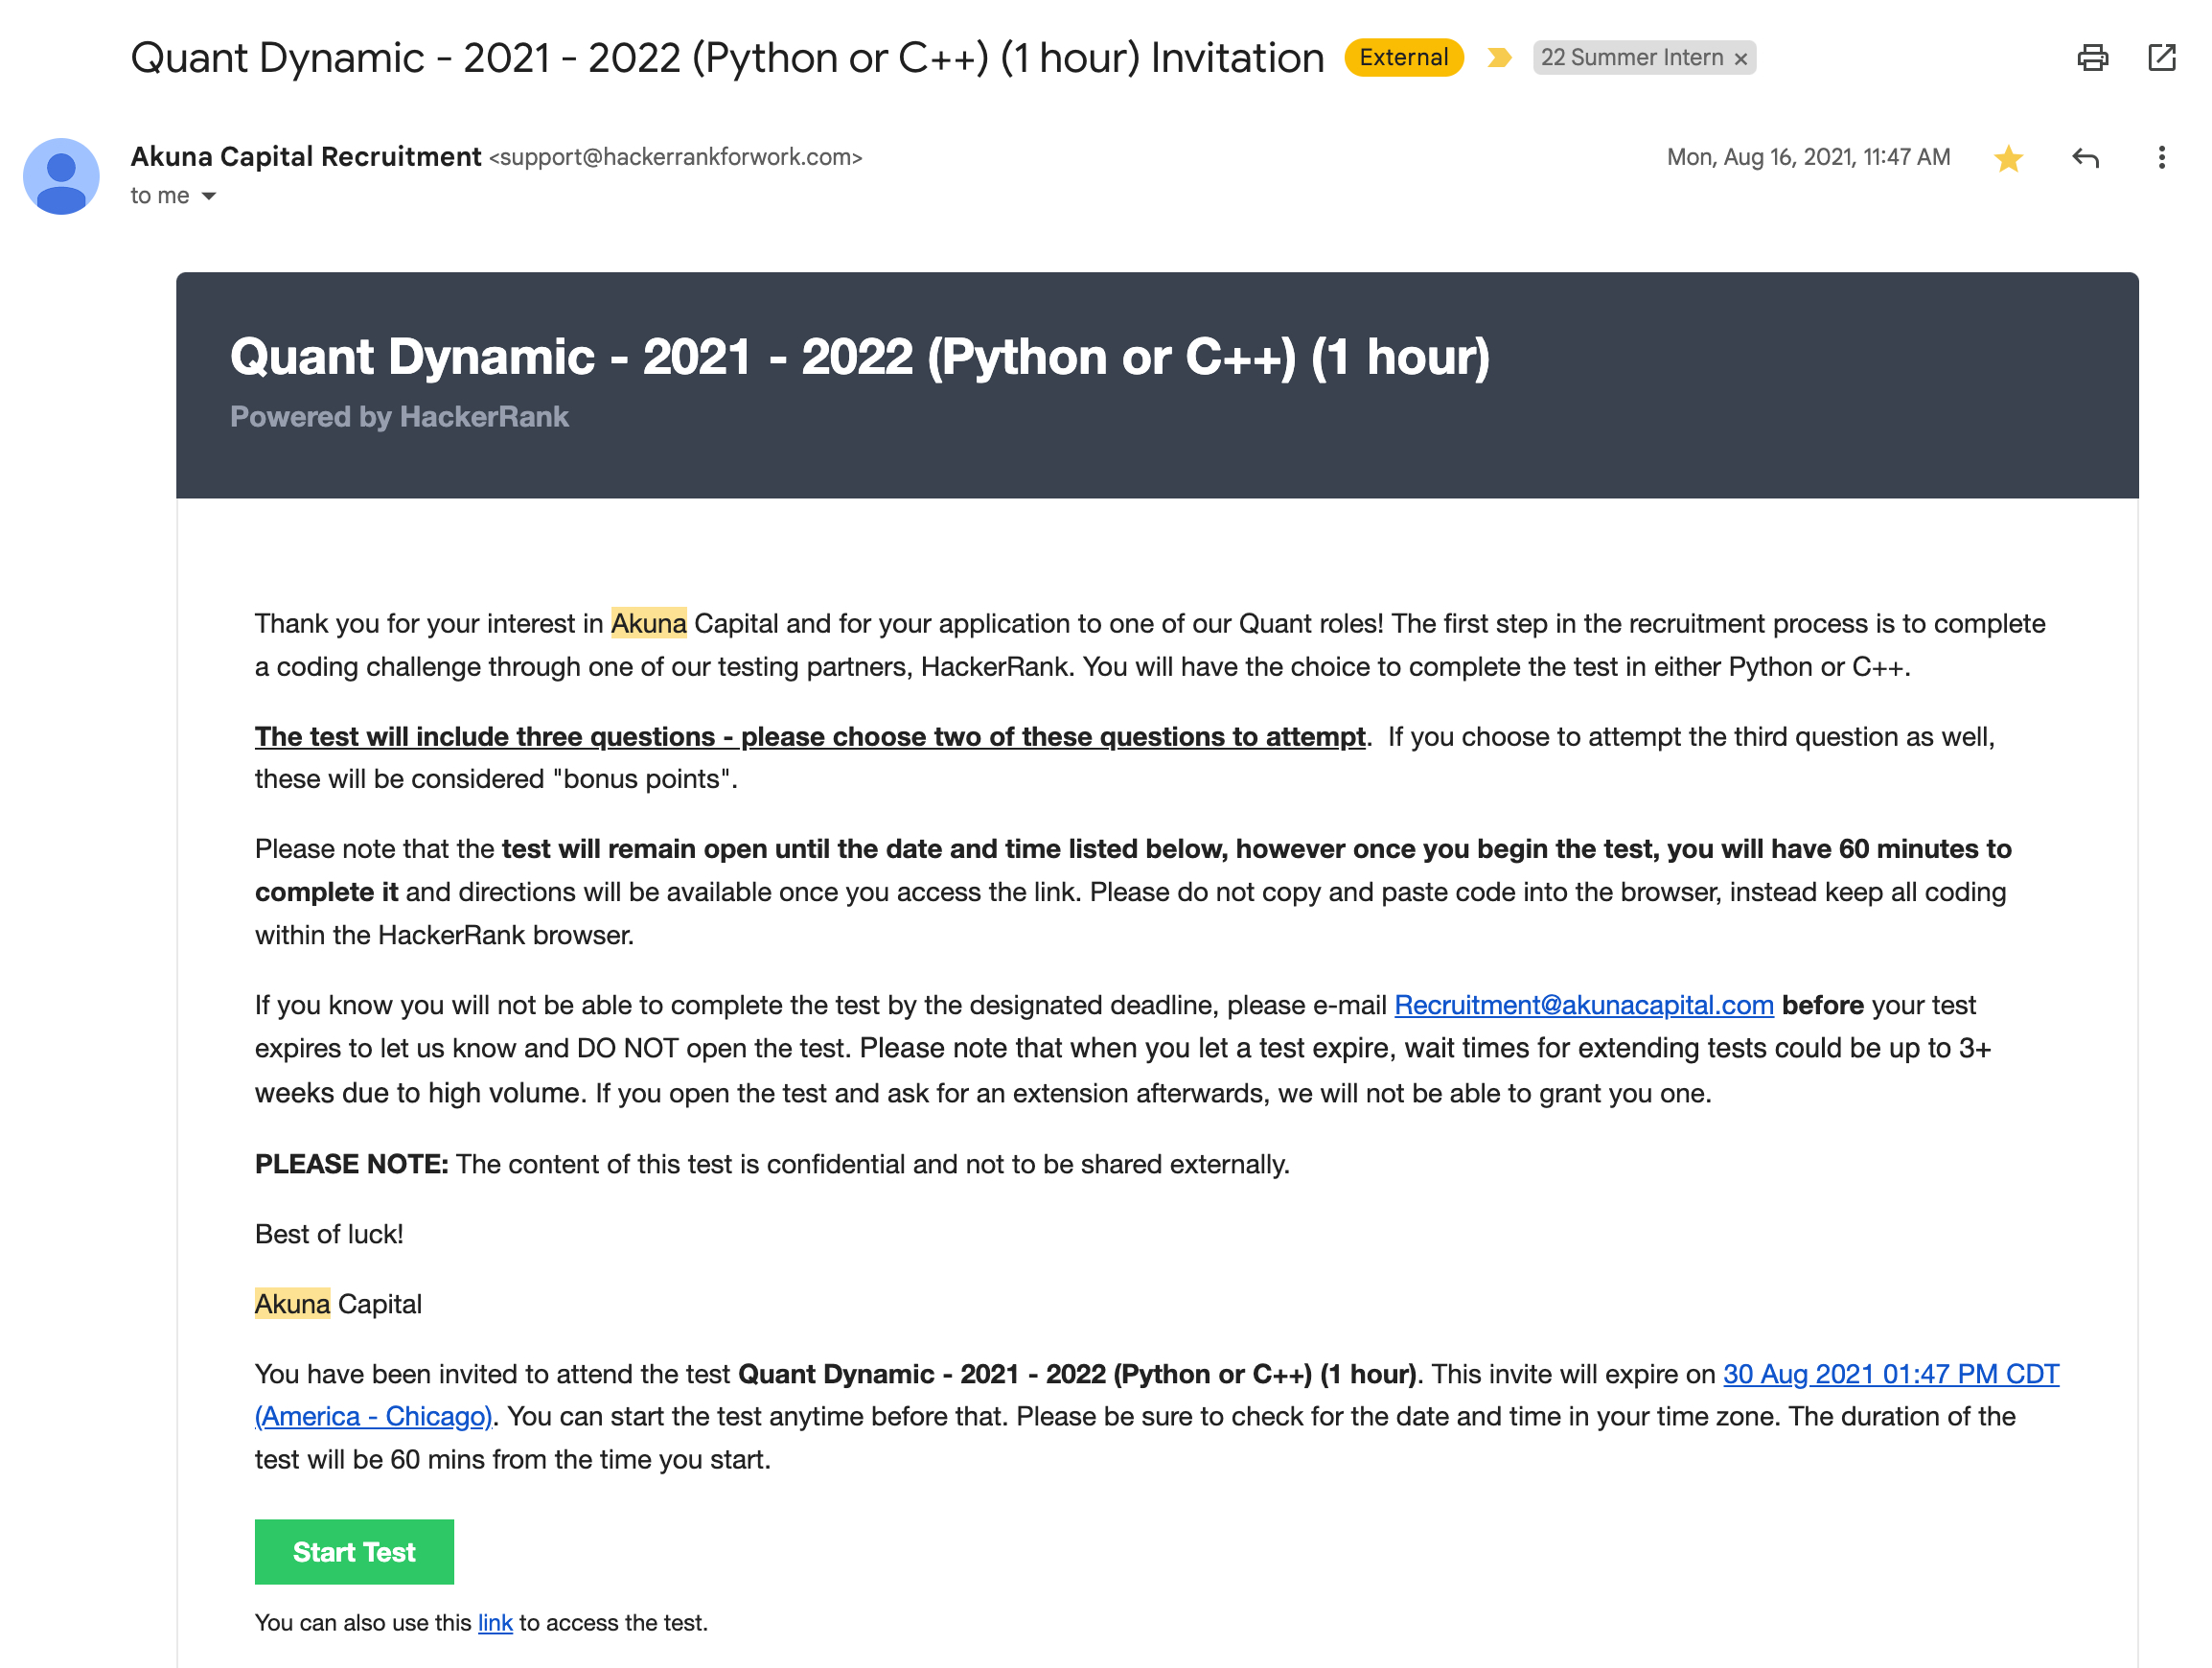 Quant Dynamic - 2021 - 2022 (Python or C++) (1 hour) Invitation External 22 Summer Intern ×
Akuna Capital Recruitment <support@hackerrankforwork.com> Mon, Aug 16, 2021, 11:47 AM
to me
Quant Dynamic - 2021 - 2022 (Python or C++) (1 hour)
Powered by HackerRank
Thank you for your interest in Akuna Capital and for your application to one of our Quant roles! The first step in the recruitment process is to complete
a coding challenge through one of our testing partners, HackerRank. You will have the choice to complete the test in either Python or C++.
The test will include three questions - please choose two of these questions to attempt.  If you choose to attempt the third question as well,
these will be considered "bonus points".
Please note that the test will remain open until the date and time listed below, however once you begin the test, you will have 60 minutes to
complete it and directions will be available once you access the link. Please do not copy and paste code into the browser, instead keep all coding
within the HackerRank browser.
If you know you will not be able to complete the test by the designated deadline, please e-mail Recruitment@akunacapital.com before your test
expires to let us know and DO NOT open the test. Please note that when you let a test expire, wait times for extending tests could be up to 3+
weeks due to high volume. If you open the test and ask for an extension afterwards, we will not be able to grant you one.
PLEASE NOTE: The content of this test is confidential and not to be shared externally.
Best of luck!
Akuna Capital
You have been invited to attend the test Quant Dynamic - 2021 - 2022 (Python or C++) (1 hour). This invite will expire on 30 Aug 2021 01:47 PM CDT
(America - Chicago). You can start the test anytime before that. Please be sure to check for the date and time in your time zone. The duration of the
test will be 60 mins from the time you start.
Start Test
You can also use this link to access the test.